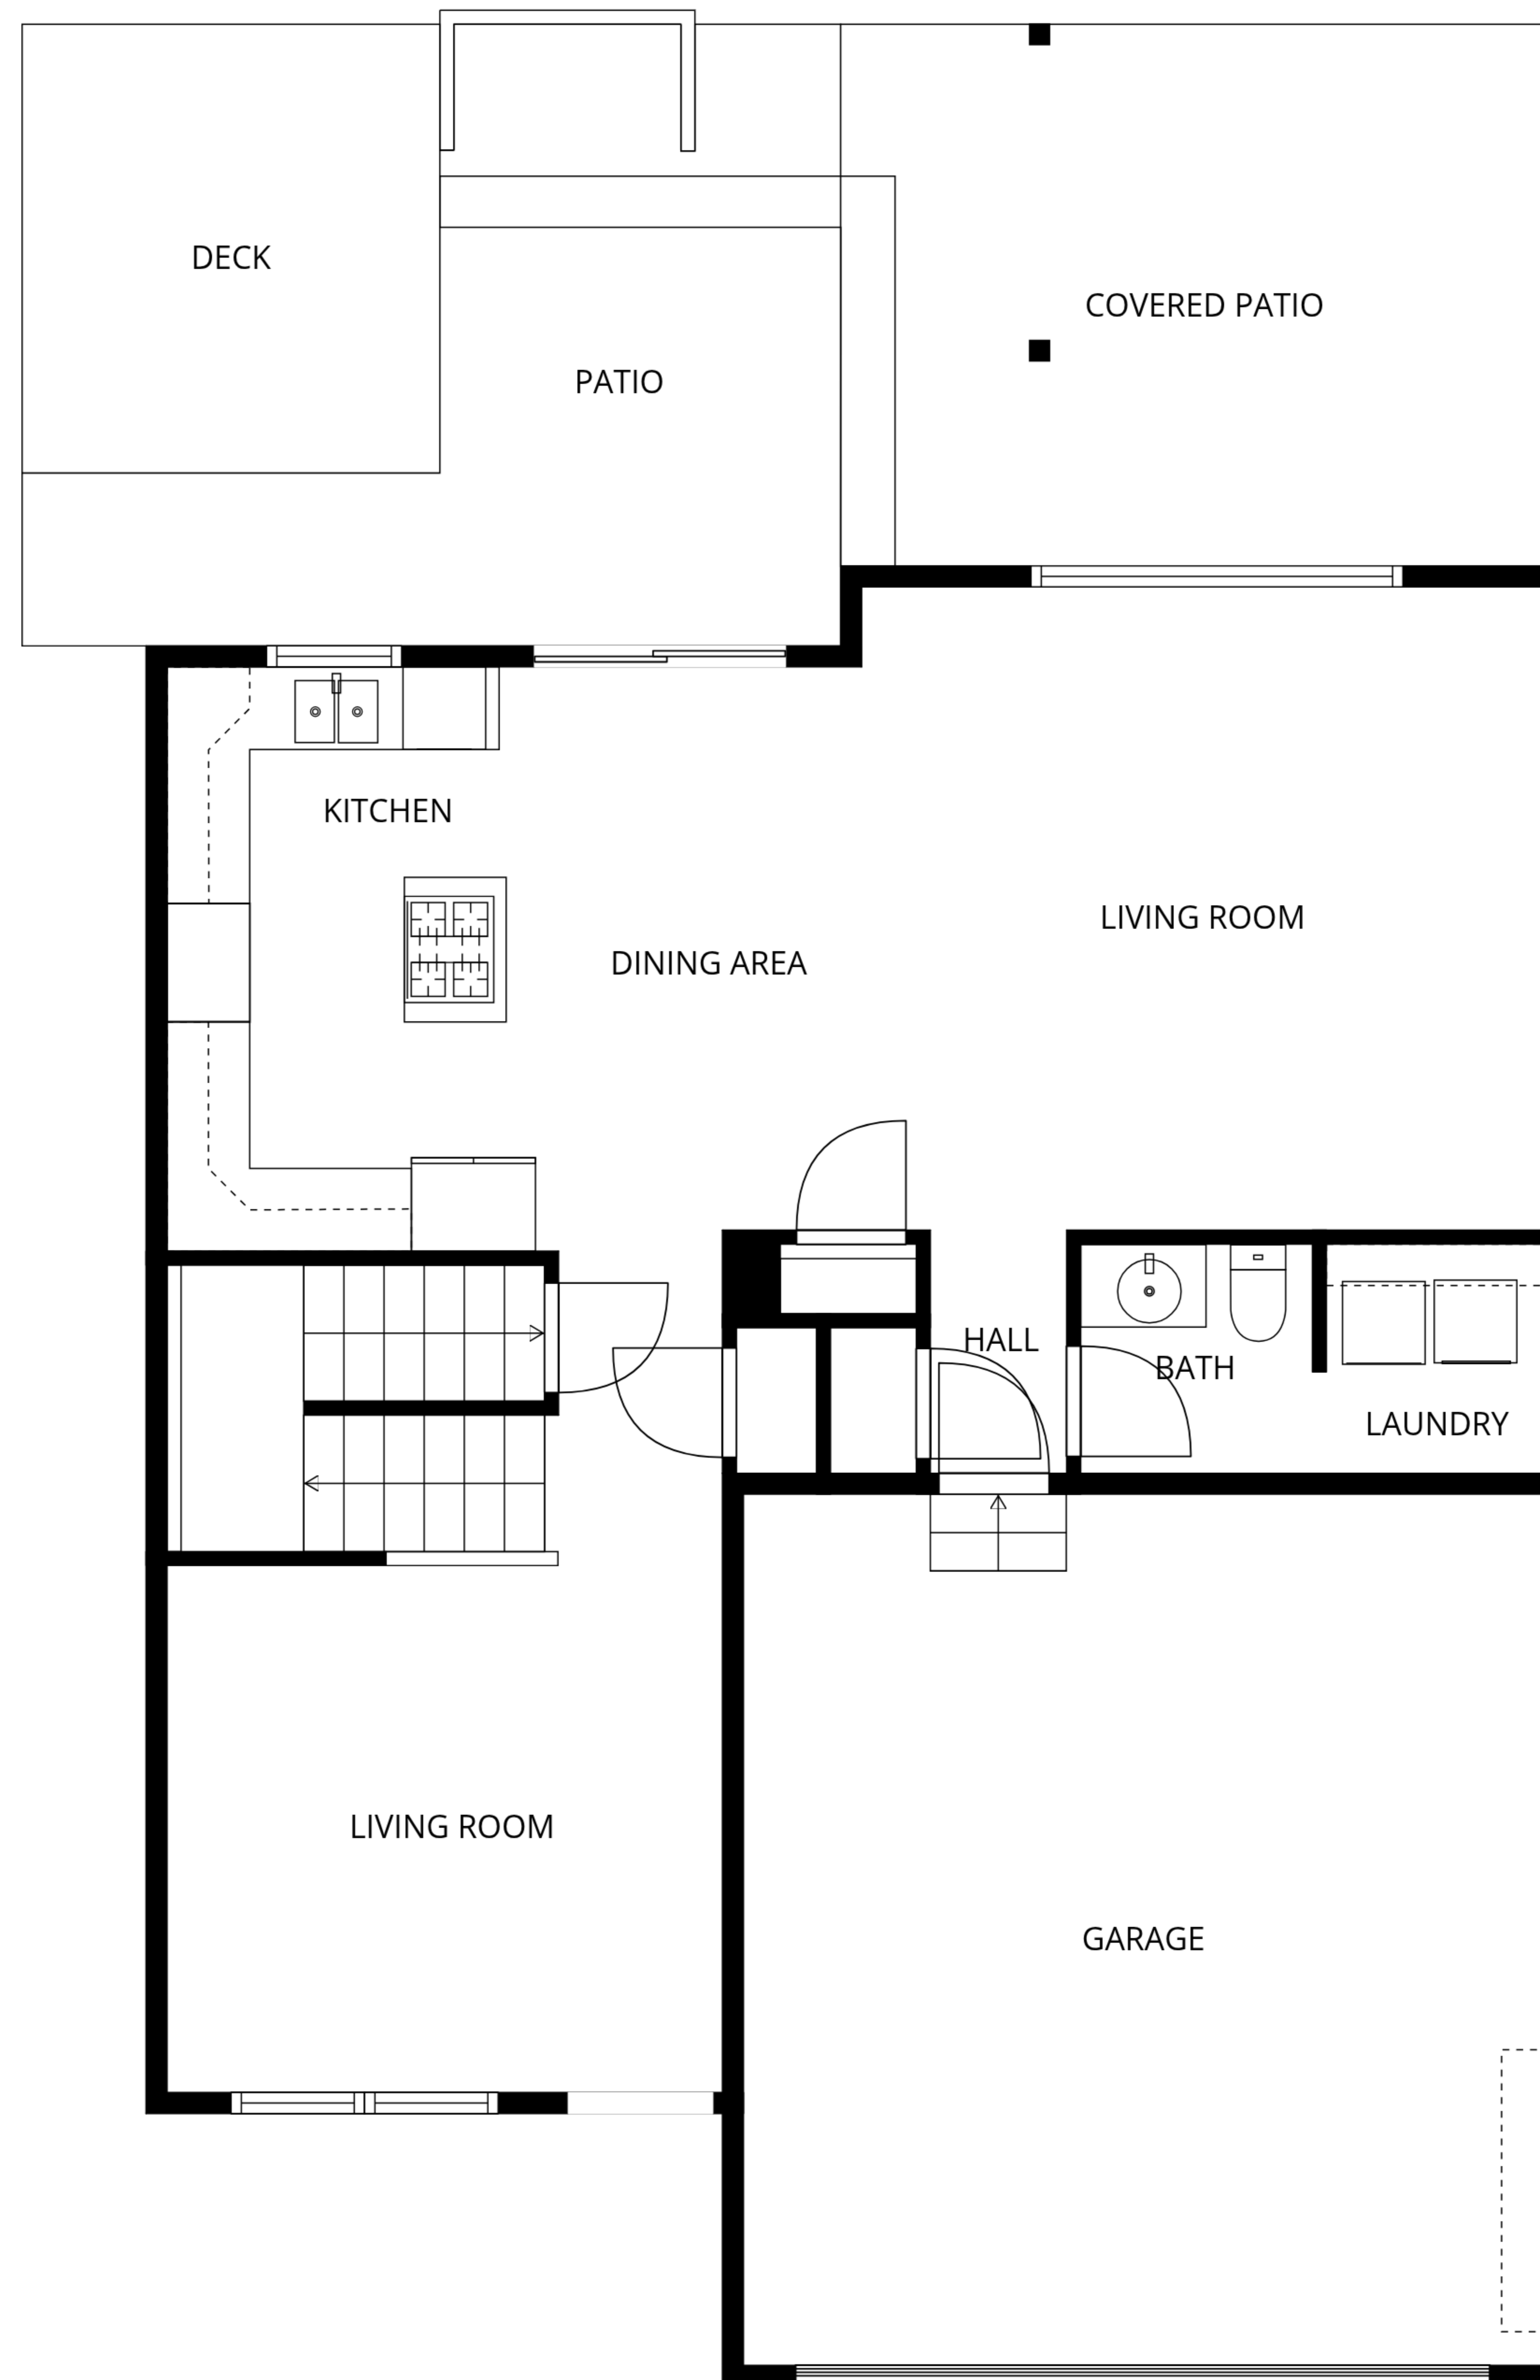 DECK
COVERED PATIO
PATIO
KITCHEN
LIVING ROOM
DINING AREA
HALL
BATH
LAUNDRY
LIVING ROOM
GARAGE